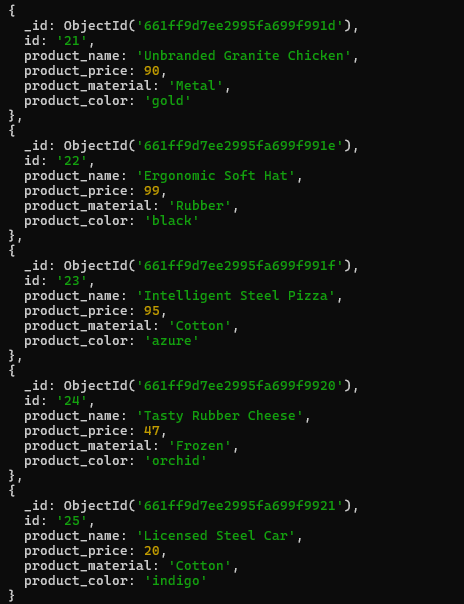 {
  _id: ObjectId('661ff9d7ee2995fa699f991d'),
  id: '21',
  product_name: 'Unbranded Granite Chicken',
  product_price: 90,
  product_material: 'Metal',
  product_color: 'gold'
},
{
  _id: ObjectId('661ff9d7ee2995fa699f991e'),
  id: '22',
  product_name: 'Ergonomic Soft Hat',
  product_price: 99,
  product_material: 'Rubber',
  product_color: 'black'
},
{
  _id: ObjectId('661ff9d7ee2995fa699f991f'),
  id: '23',
  product_name: 'Intelligent Steel Pizza',
  product_price: 95,
  product_material: 'Cotton',
  product_color: 'azure'
},
{
  _id: ObjectId('661ff9d7ee2995fa699f9920'),
  id: '24',
  product_name: 'Tasty Rubber Cheese',
  product_price: 47,
  product_material: 'Frozen',
  product_color: 'orchid'
},
{
  _id: ObjectId('661ff9d7ee2995fa699f9921'),
  id: '25',
  product_name: 'Licensed Steel Car',
  product_price: 20,
  product_material: 'Cotton',
  product_color: 'indigo'
}